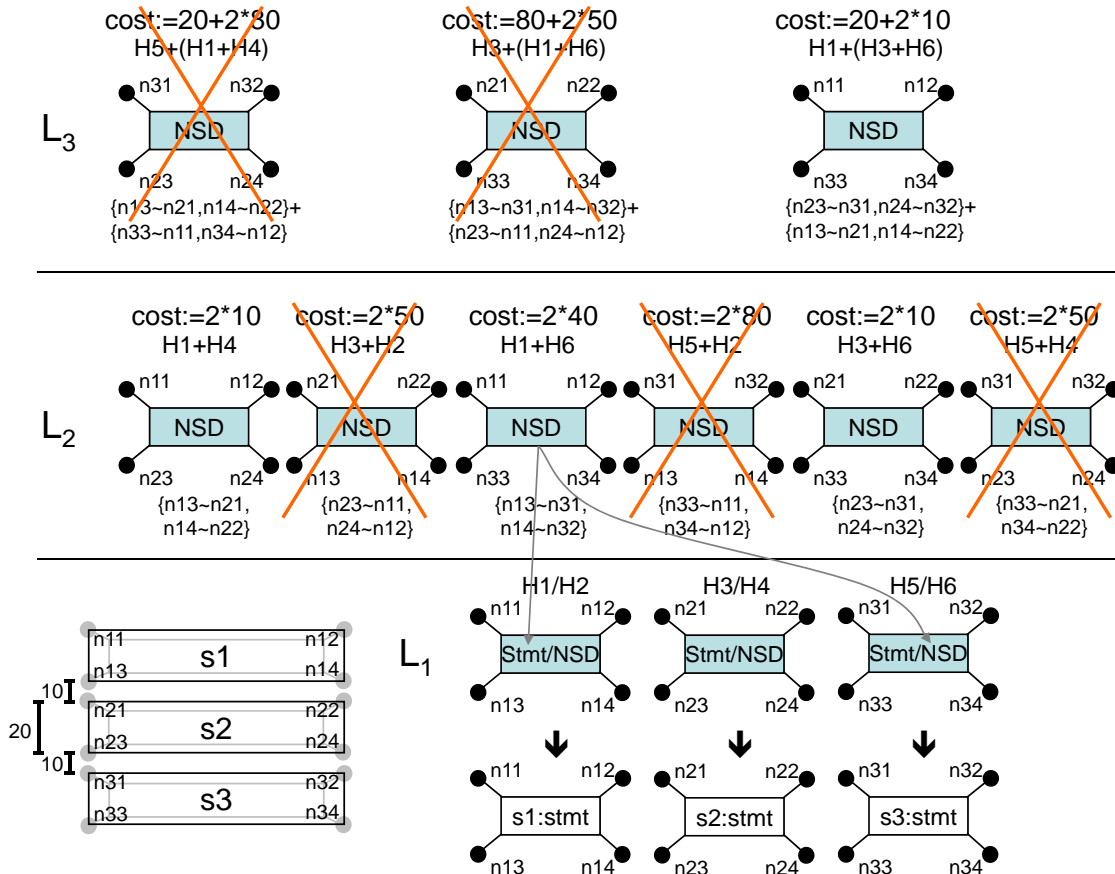 cost:=20+2*80 cost:=80+2*50 cost:=20+2*10
H5+(H1+H4) H3+(H1+H6) H1+(H3+H6)
n31 n32 n21 n22 n11 n12
L3 NSD NSD NSD
n23 n24 n33 n34 n33 n34
{n13~n21,n14~n22}+ {n13~n31,n14~n32}+ {n23~n31,n24~n32}+
{n33~n11,n34~n12} {n23~n11,n24~n12} {n13~n21,n14~n22}
cost:=2*10 cost:=2*50 cost:=2*40 cost:=2*80 cost:=2*10 cost:=2*50
H1+H4 H3+H2 H1+H6 H5+H2 H3+H6 H5+H4
n11 n12 n21 n22 n11 n12 n31 n32 n21 n22 n31 n32
L2 NSD NSD NSD NSD NSD NSD
n23 n24 n13 n14 n33 n34 n13 n14 n33 n34 n23 n24
{n13~n21, {n23~n11, {n13~n31, {n33~n11, {n23~n31, {n33~n21,
n14~n22} n24~n12} n14~n32} n34~n12} n24~n32} n34~n22}
H1/H2 H3/H4 H5/H6
n11 n12 n21 n22 n31 n32
L1 Stmt/NSD Stmt/NSD Stmt/NSD
n13 n14 n23 n24 n33 n34
n11 n12 n21 n22 n31 n32
s1:stmt s2:stmt s3:stmt
n13 n14 n23 n24 n33 n34
n11 n12
s1
n13 n14
10
n21 n22
20 s2
n23 n24
10
n31 n32
s3
n33 n34